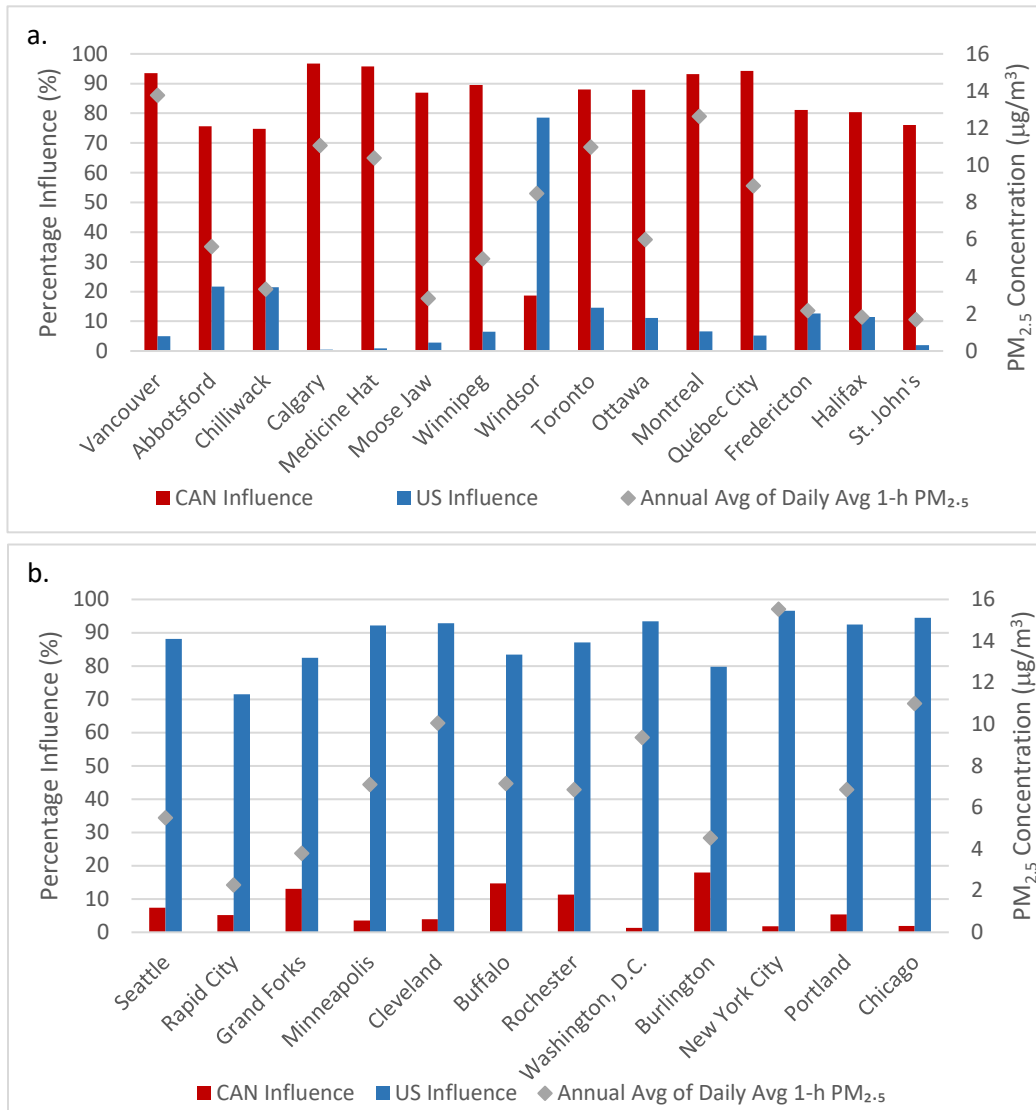 a.
Percentage Influence (%)
100
90
80
70
60
50
40
30
20
10
0
16
14
12
10
8
6
4
2
0
PM₂.₅ Concentration (µg/m³)
Vancouver
Abbotsford
Chilliwack
Calgary
Medicine Hat
Moose Jaw
Winnipeg
Windsor
Toronto
Ottawa
Montreal
Québec City
Fredericton
Halifax
St. John's
CAN Influence US Influence Annual Avg of Daily Avg 1-h PM₂.₅
b.
Percentage Influence (%)
100
90
80
70
60
50
40
30
20
10
0
16
14
12
10
8
6
4
2
0
PM₂.₅ Concentration (µg/m³)
Seattle
Rapid City
Grand Forks
Minneapolis
Cleveland
Buffalo
Rochester
Washington, D.C.
Burlington
New York City
Portland
Chicago
CAN Influence US Influence Annual Avg of Daily Avg 1-h PM₂.₅